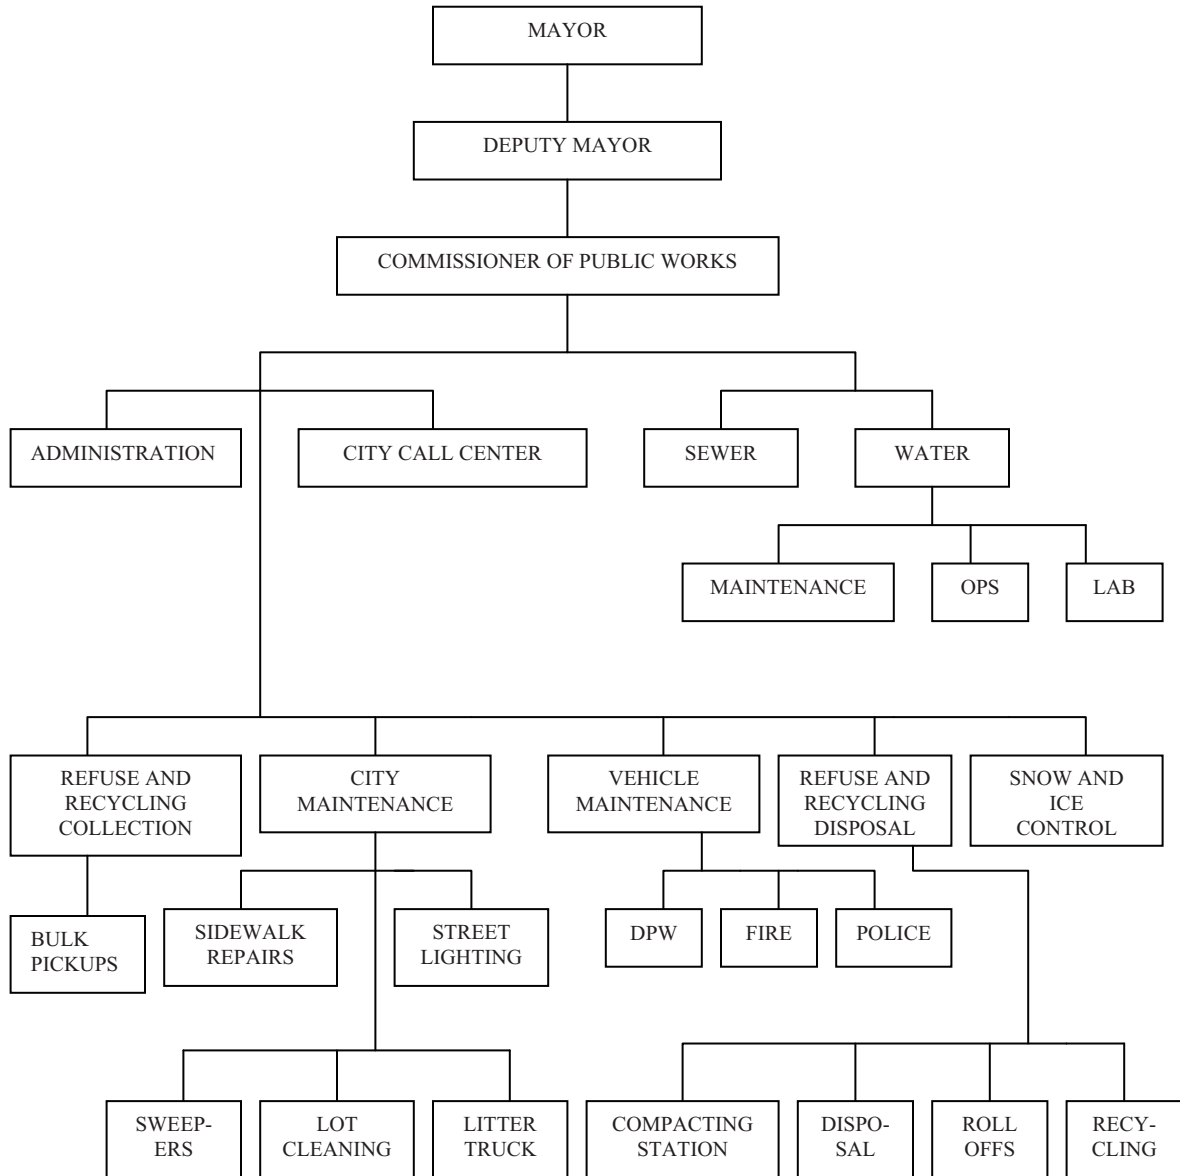 MAYOR
DEPUTY MAYOR
COMMISSIONER OF PUBLIC WORKS
ADMINISTRATION
CITY CALL CENTER
SEWER
WATER
MAINTENANCE
OPS
LAB
REFUSE AND
RECYCLING
COLLECTION
CITY
MAINTENANCE
VEHICLE
MAINTENANCE
REFUSE AND
RECYCLING
DISPOSAL
SNOW AND
ICE
CONTROL
BULK
PICKUPS
SIDEWALK
REPAIRS
STREET
LIGHTING
DPW
FIRE
POLICE
SWEEP-
ERS
LOT
CLEANING
LITTER
TRUCK
COMPACTING
STATION
DISPO-
SAL
ROLL
OFFS
RECY-
CLING